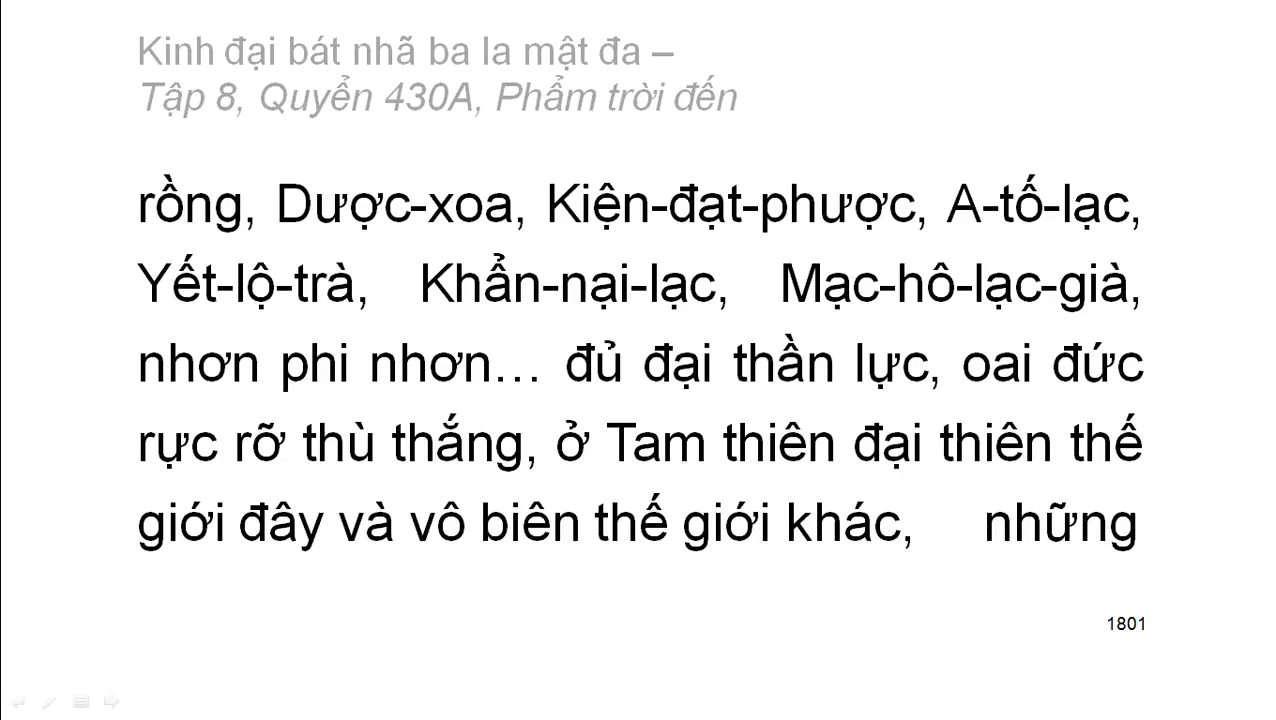 Kinh đại bát nhã ba la mật đa –
Tập 8, Quyển 430A, Phẩm trời đến
rồng, Dược-xoa, Kiện-đạt-phược, A-tố-lạc,
Yết-lộ-trà, Khẩn-nại-lạc, Mạc-hô-lạc-già,
nhơn phi nhơn… đủ đại thần lực, oai đức
rực rỡ thù thắng, ở Tam thiên đại thiên thế
giới đây và vô biên thế giới khác, những
1801